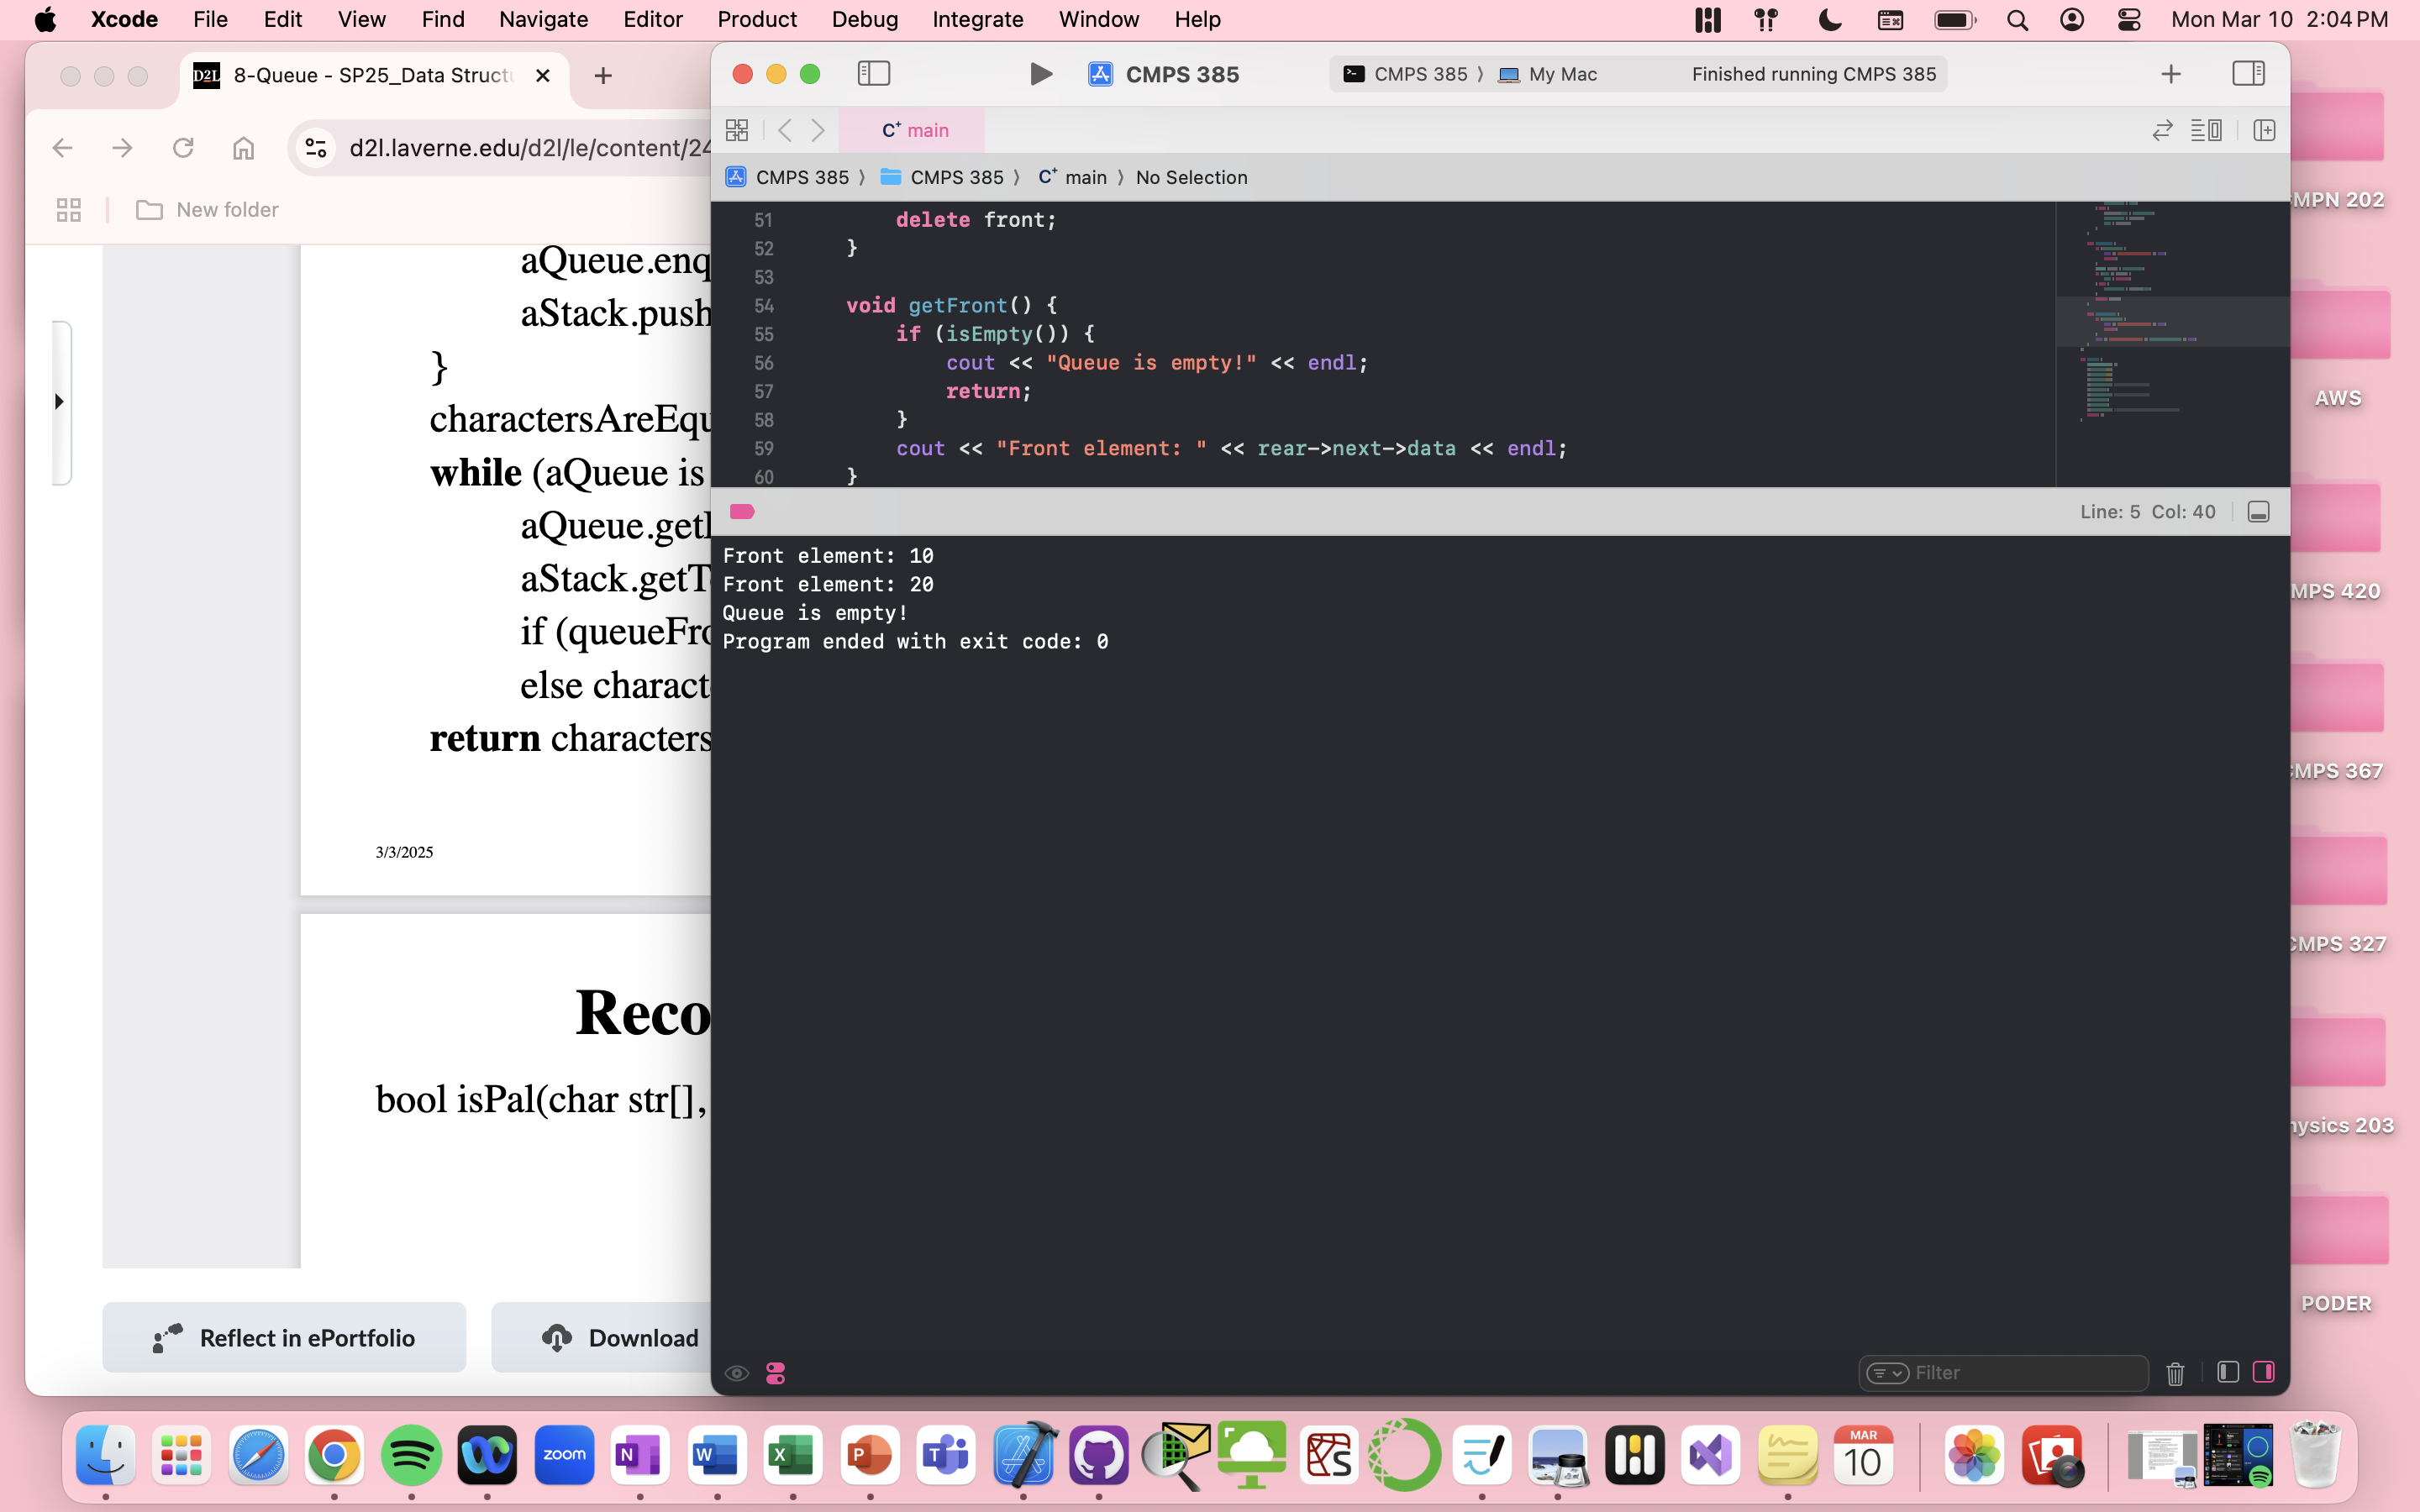 Xcode File Edit View Find Navigate Editor Product Debug Integrate Window Help Mon Mar 10 2:04 PM
D2L 8-Queue - SP25_Data Struct
d2l.laverne.edu/d2l/le/content/24
New folder
aQueue.enq
aStack.push
}
charactersAreEqu
while (aQueue is
aQueue.get
aStack.getT
if (queueFro
else charact
return characters
3/3/2025
Reco
bool isPal(char str[],
Reflect in ePortfolio
Download
CMPS 385
CMPS 385 〉 My Mac Finished running CMPS 385
C+ main
CMPS 385 〉 CMPS 385 〉 C+ main 〉 No Selection
51 delete front;
52 }
53
54 void getFront() {
55 if (isEmpty()) {
56 cout << "Queue is empty!" << endl;
57 return;
58 }
59 cout << "Front element: " << rear->next->data << endl;
60 }
Line: 5 Col: 40
Front element: 10
Front element: 20
Queue is empty!
Program ended with exit code: 0
Filter
MPN 202
AWS
MPS 420
CMPS 367
CMPS 327
hysics 203
PODER
zoom
N
W
X
P
T
S
MAR
10